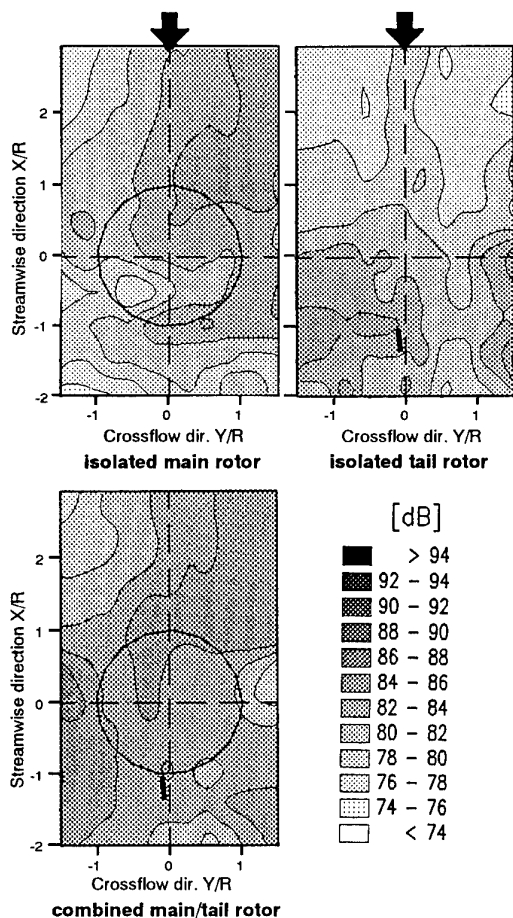 Streamwise direction X/R
2
1
0
-1
-2
-1 0 1
-1 0 1
Crossflow dir. Y/R
Crossflow dir. Y/R
isolated main rotor
isolated tail rotor
Streamwise direction X/R
2
1
0
-1
-2
-1 0 1
Crossflow dir. Y/R
combined main/tail rotor
[dB]
> 94
92 - 94
90 - 92
88 - 90
86 - 88
84 - 86
82 - 84
80 - 82
78 - 80
76 - 78
74 - 76
< 74